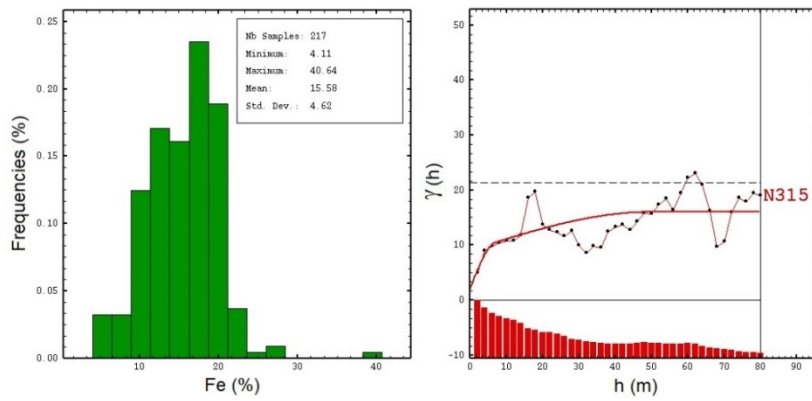 0.25
0.20
0.15
0.10
0.05
0.00
Frequencies (%)
Nb Samples: 217
Minimum: 4.11
Maximum: 40.64
Mean: 15.58
Std. Dev.: 4.62
10 20 30 40
Fe (%)
50
40
30
20
10
0
-10
γ (h)
N315
0 10 20 30 40 50 60 70 80 90
h (m)